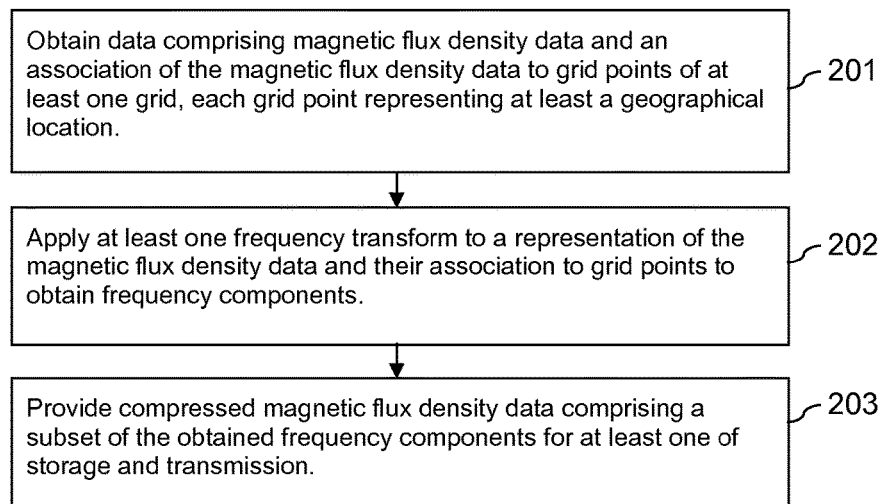 Obtain data comprising magnetic flux density data and an
association of the magnetic flux density data to grid points of at
least one grid, each grid point representing at least a geographical
location.
201
Apply at least one frequency transform to a representation of the
magnetic flux density data and their association to grid points to
obtain frequency components.
202
Provide compressed magnetic flux density data comprising a
subset of the obtained frequency components for at least one of
storage and transmission.
203